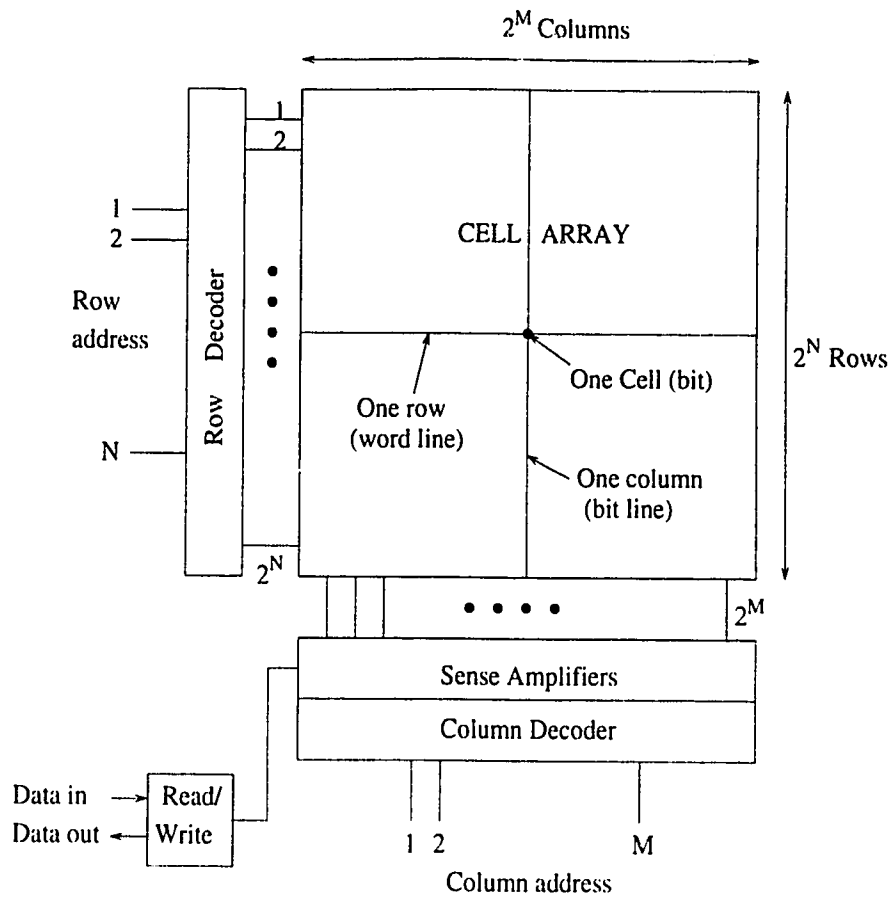 2^M Columns
1
2
1
2
CELL ARRAY
Row
address
Row Decoder
2^N Rows
One Cell (bit)
One row
(word line)
N
One column
(bit line)
2^N
2^M
Sense Amplifiers
Column Decoder
Data in
Read/
Data out
Write
1 2 M
Column address